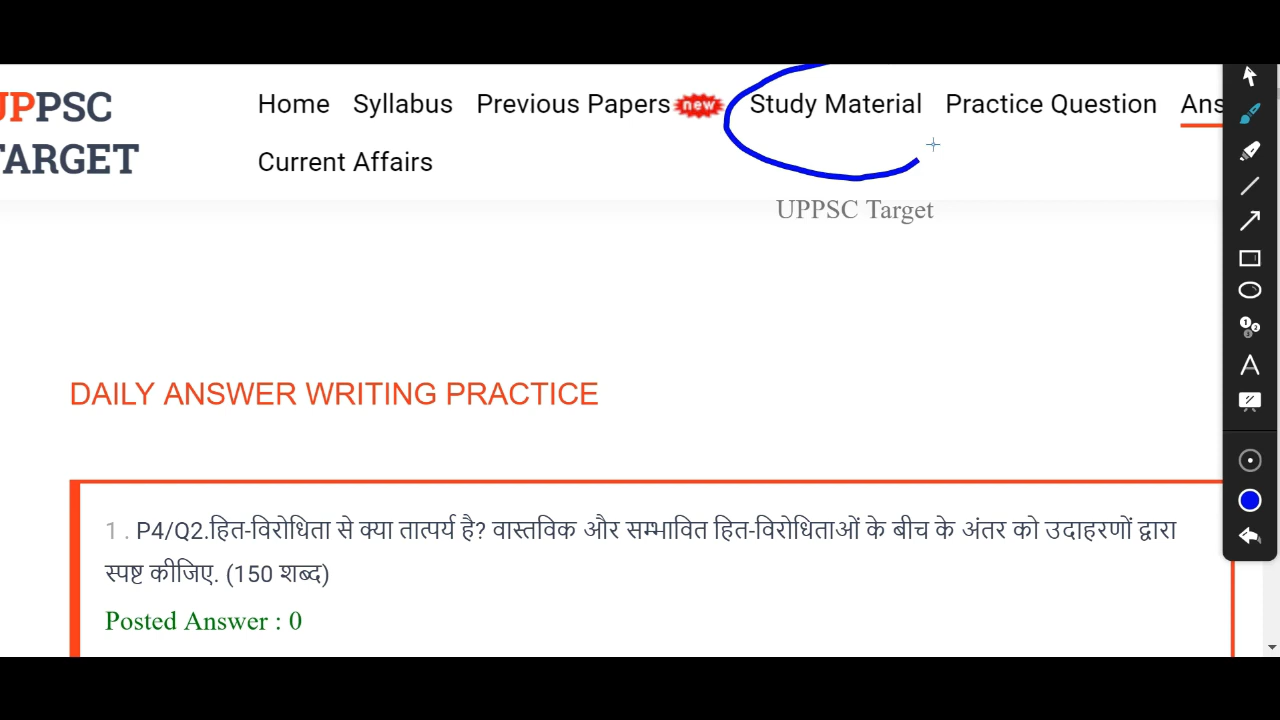 UPPSC
TARGET
Home Syllabus Previous Papers new Study Material Practice Question Ans
Current Affairs
UPPSC Target
DAILY ANSWER WRITING PRACTICE
1 . P4/Q2.हित-विरोधिता से क्या तात्पर्य है? वास्तविक और सम्भावित हित-विरोधिताओं के बीच के अंतर को उदाहरणों द्वारा
स्पष्ट कीजिए. (150 शब्द)
Posted Answer : 0